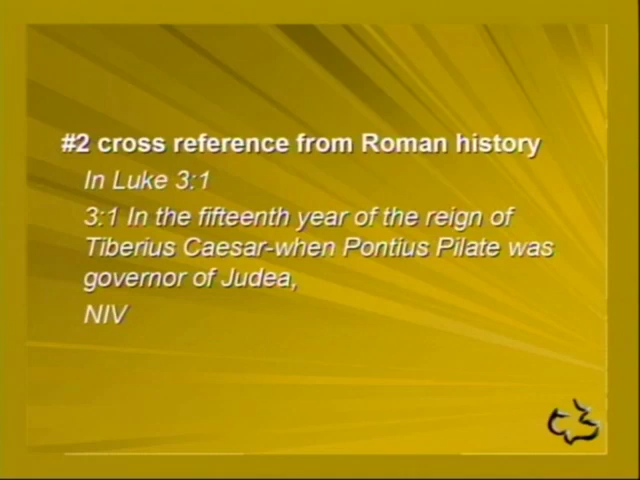 #2 cross reference from Roman history
In Luke 3:1
3:1 In the fifteenth year of the reign of
Tiberius Caesar-when Pontius Pilate was
governor of Judea,
NIV